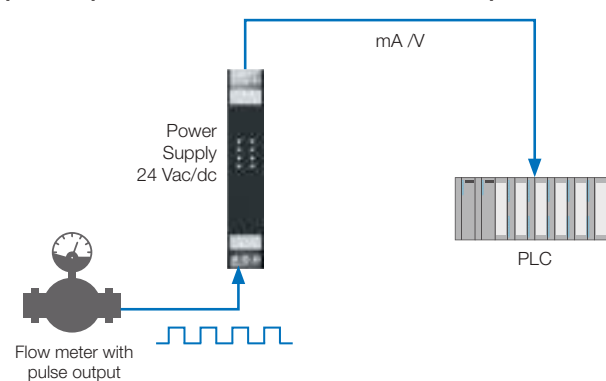 mA /V
Power
Supply
24 Vac/dc
PLC
Flow meter with
pulse output